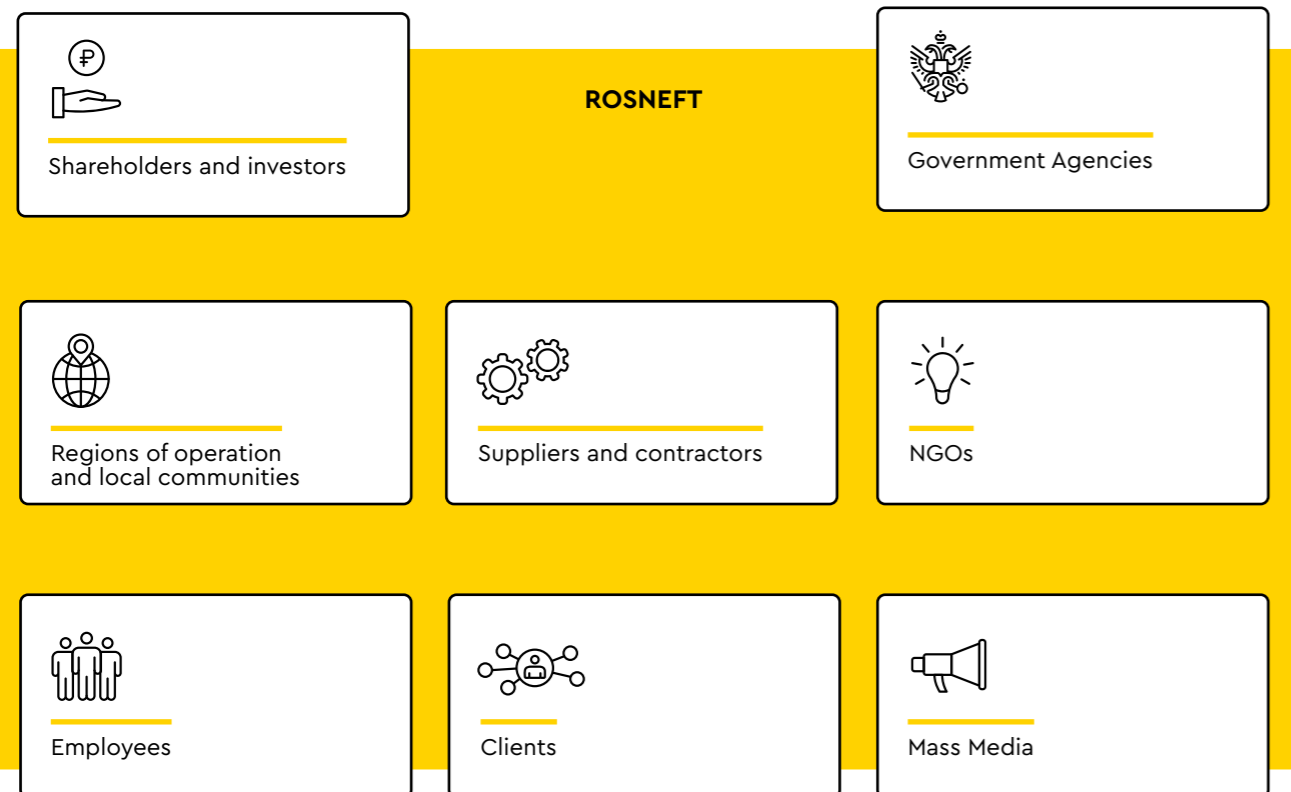 ROSNEFT
Shareholders and investors
Government Agencies
Regions of operation
and local communities
Suppliers and contractors
NGOs
Employees
Clients
Mass Media